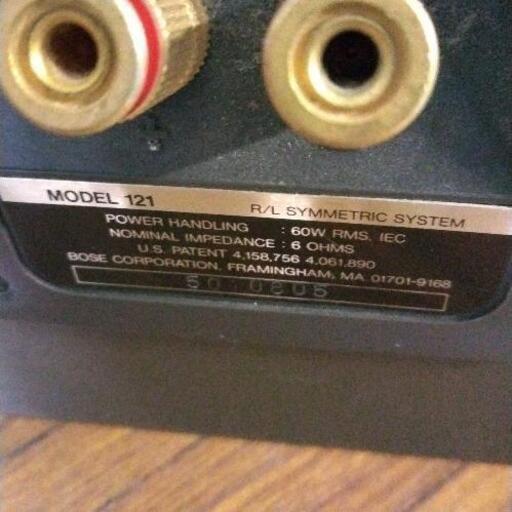 MODEL 121 R/L SYMMETRIC SYSTEM
POWER HANDLING : 60W RMS, IEC
NOMINAL IMPEDANCE : 6 OHMS
U.S. PATENT 4,158,756 4,061,890
BOSE CORPORATION, FRAMINGHAM, MA 01701-9168